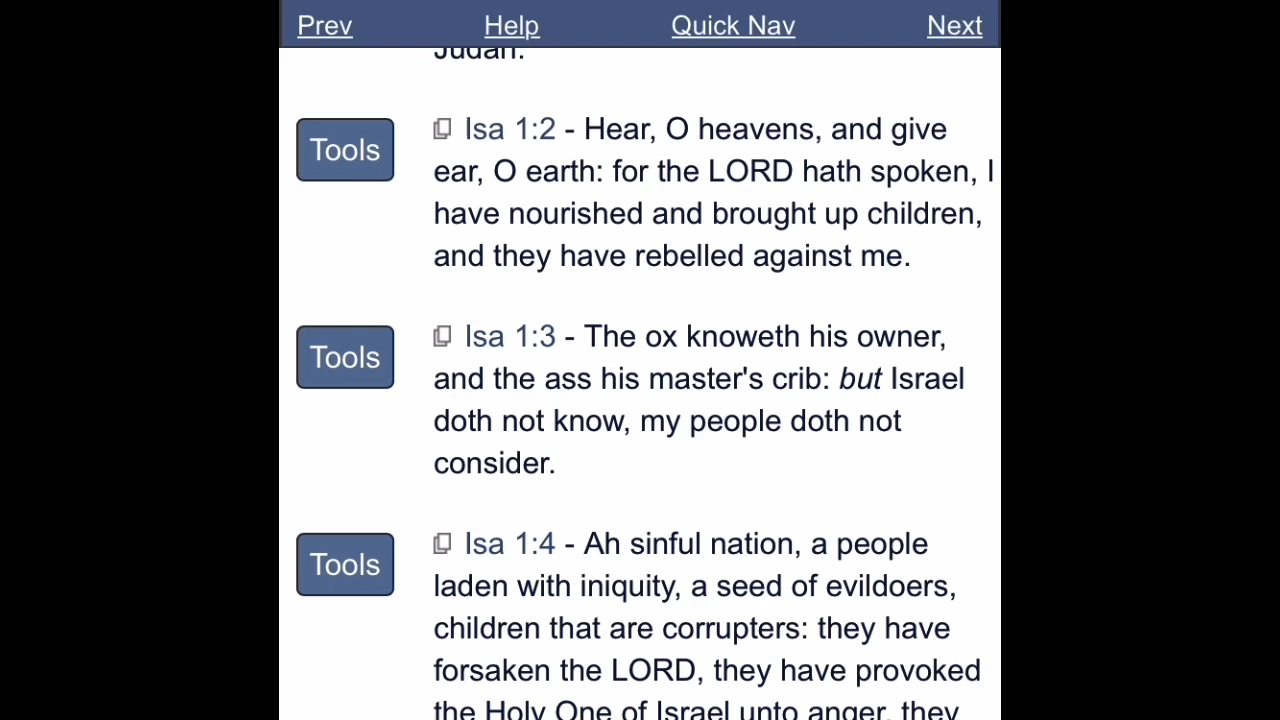 Prev Help Quick Nav Next
Judah.
Tools
Isa 1:2 - Hear, O heavens, and give
ear, O earth: for the LORD hath spoken, I
have nourished and brought up children,
and they have rebelled against me.
Tools
Isa 1:3 - The ox knoweth his owner,
and the ass his master's crib: but Israel
doth not know, my people doth not
consider.
Tools
Isa 1:4 - Ah sinful nation, a people
laden with iniquity, a seed of evildoers,
children that are corrupters: they have
forsaken the LORD, they have provoked
the Holy One of Israel unto anger, they